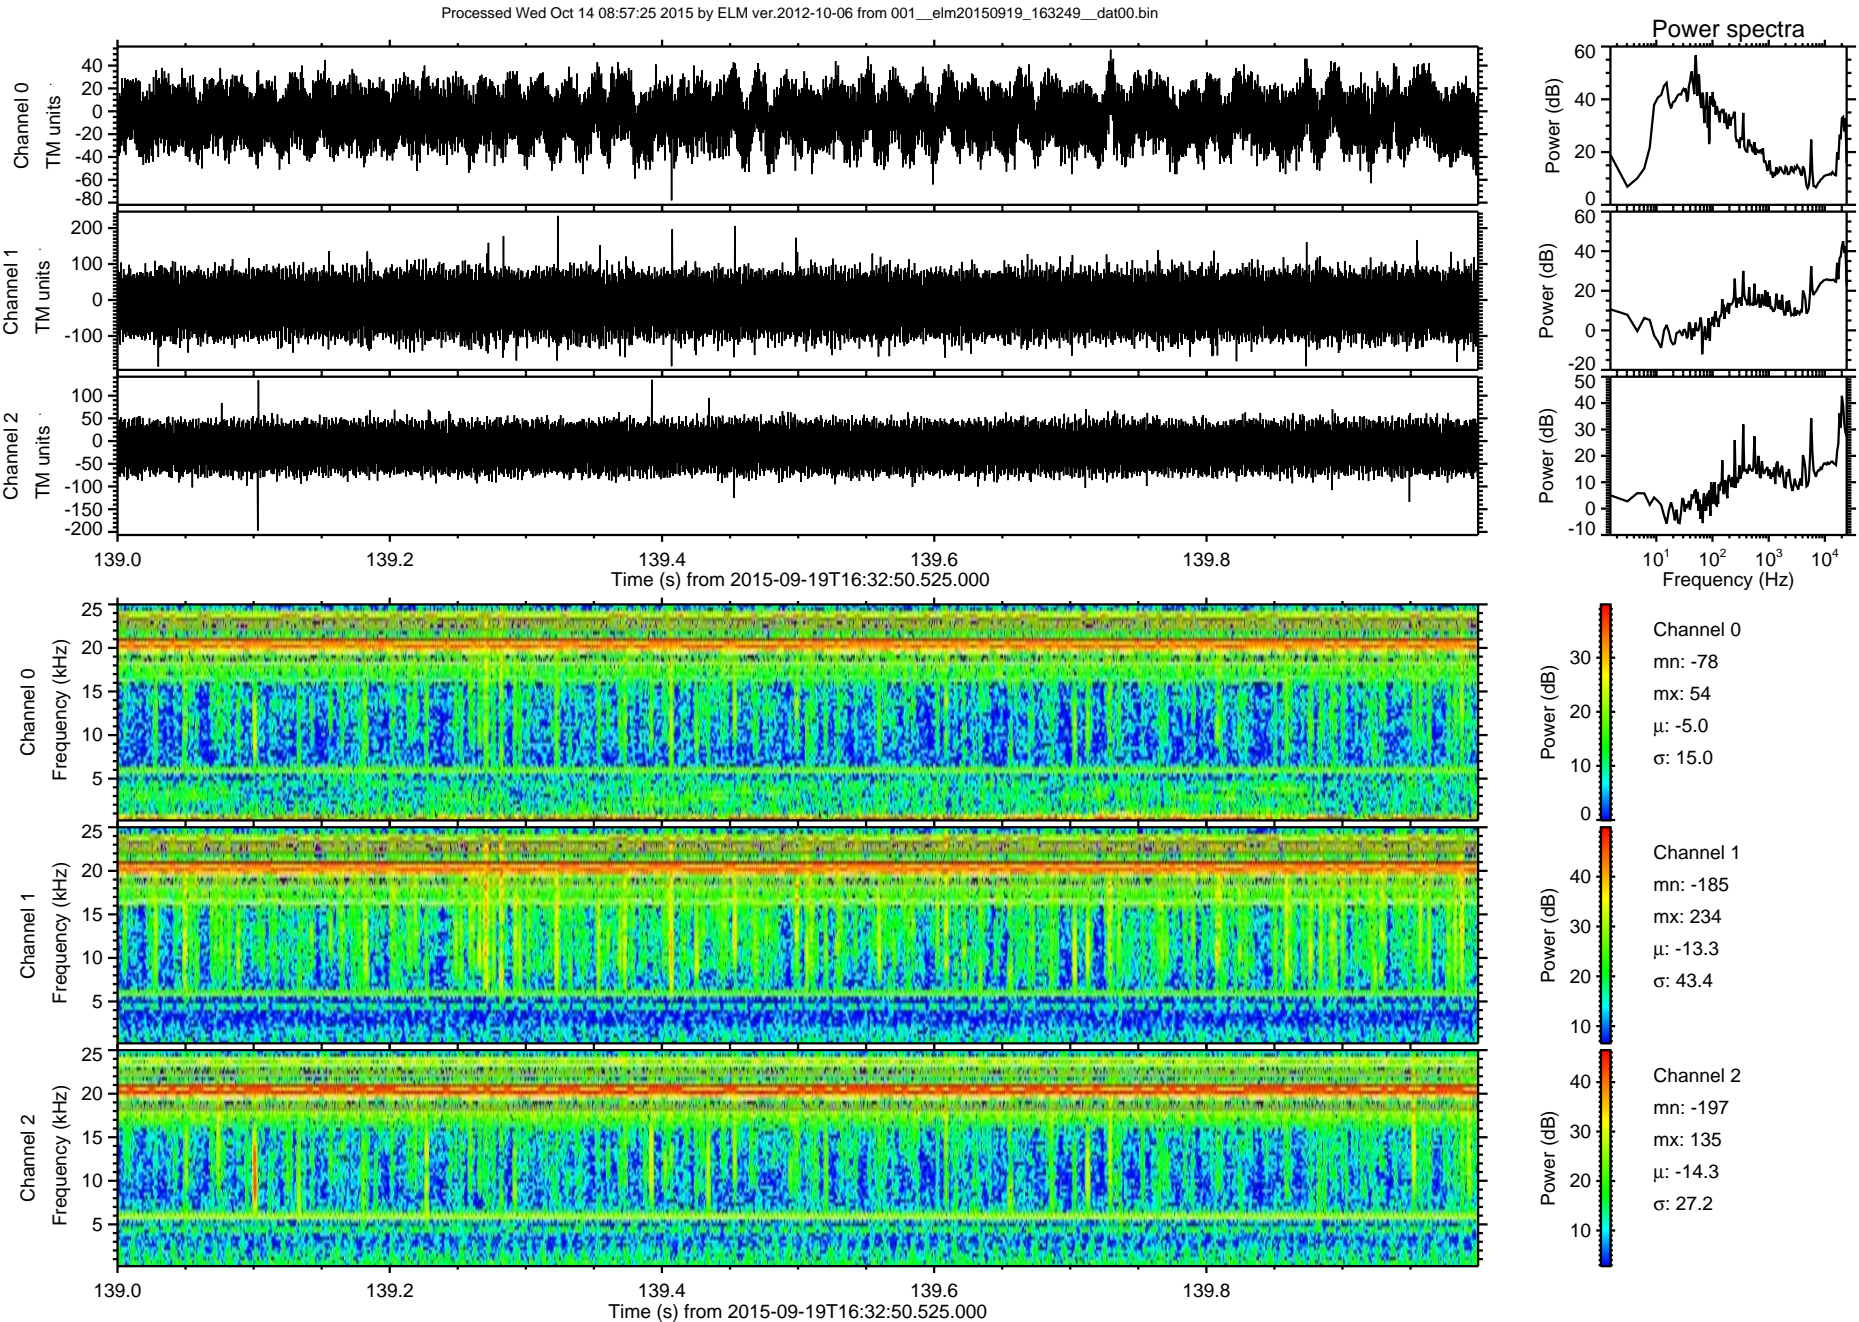 Processed Wed Oct 14 08:57:25 2015 by ELM ver.2012-10-06 from 001__elm20150919_163249__dat00.bin
Power spectra
Channel 0
TM units
40
20
0
-20
-40
-60
-80
Power (dB)
60
40
20
0
Channel 1
TM units
200
100
0
-100
Power (dB)
60
40
20
0
-20
Channel 2
TM units
100
50
0
-50
-100
-150
-200
Power (dB)
50
40
30
20
10
0
-10
139.0 139.2 139.4 139.6 139.8
Time (s) from 2015-09-19T16:32:50.525.000
10¹ 10² 10³ 10⁴
Frequency (Hz)
Channel 0
Frequency (kHz)
25
20
15
10
5
Power (dB)
30
20
10
0
Channel 0
mn: -78
mx: 54
μ: -5.0
σ: 15.0
Channel 1
Frequency (kHz)
25
20
15
10
5
Power (dB)
40
30
20
10
Channel 1
mn: -185
mx: 234
μ: -13.3
σ: 43.4
Channel 2
Frequency (kHz)
25
20
15
10
5
Power (dB)
40
30
20
10
Channel 2
mn: -197
mx: 135
μ: -14.3
σ: 27.2
139.0 139.2 139.4 139.6 139.8
Time (s) from 2015-09-19T16:32:50.525.000